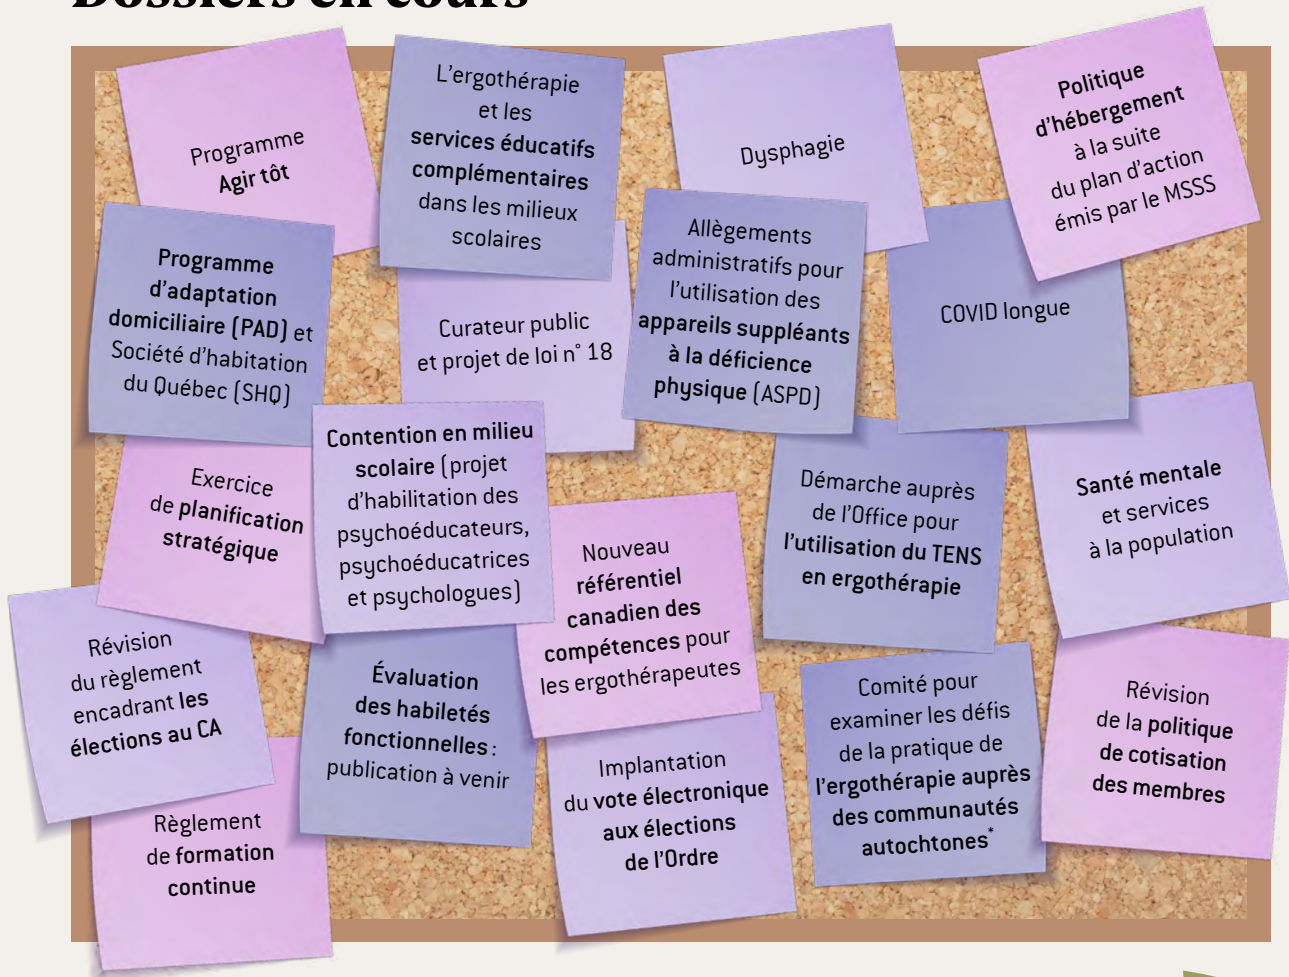 Dossiers en cours
Programme
Agir tôt
L'ergothérapie
et les
services éducatifs
complémentaires
dans les milieux
scolaires
Dysphagie
Politique
d'hébergement
à la suite
du plan d'action
émis par le MSSS
Programme
d'adaptation
domiciliaire (PAD) et
Société d'habitation
du Québec (SHQ)
Curateur public
et projet de loi n° 18
Allègements
administratifs pour
l'utilisation des
appareils suppléants
à la déficience
physique (ASPD)
COVID longue
Exercice
de planification
stratégique
Contention en milieu
scolaire (projet
d'habilitation des
psychoéducateurs,
psychoéducatrices
et psychologues)
Nouveau
référentiel
canadien des
compétences pour
les ergothérapeutes
Démarche auprès
de l'Office pour
l'utilisation du TENS
en ergothérapie
Santé mentale
et services
à la population
Révision
du règlement
encadrant les
élections au CA
Évaluation
des habiletés
fonctionnelles :
publication à venir
Implantation
du vote électronique
aux élections
de l'Ordre
Comité pour
examiner les défis
de la pratique de
l'ergothérapie auprès
des communautés
autochtones*
Révision
de la politique
de cotisation
des membres
Règlement
de formation
continue